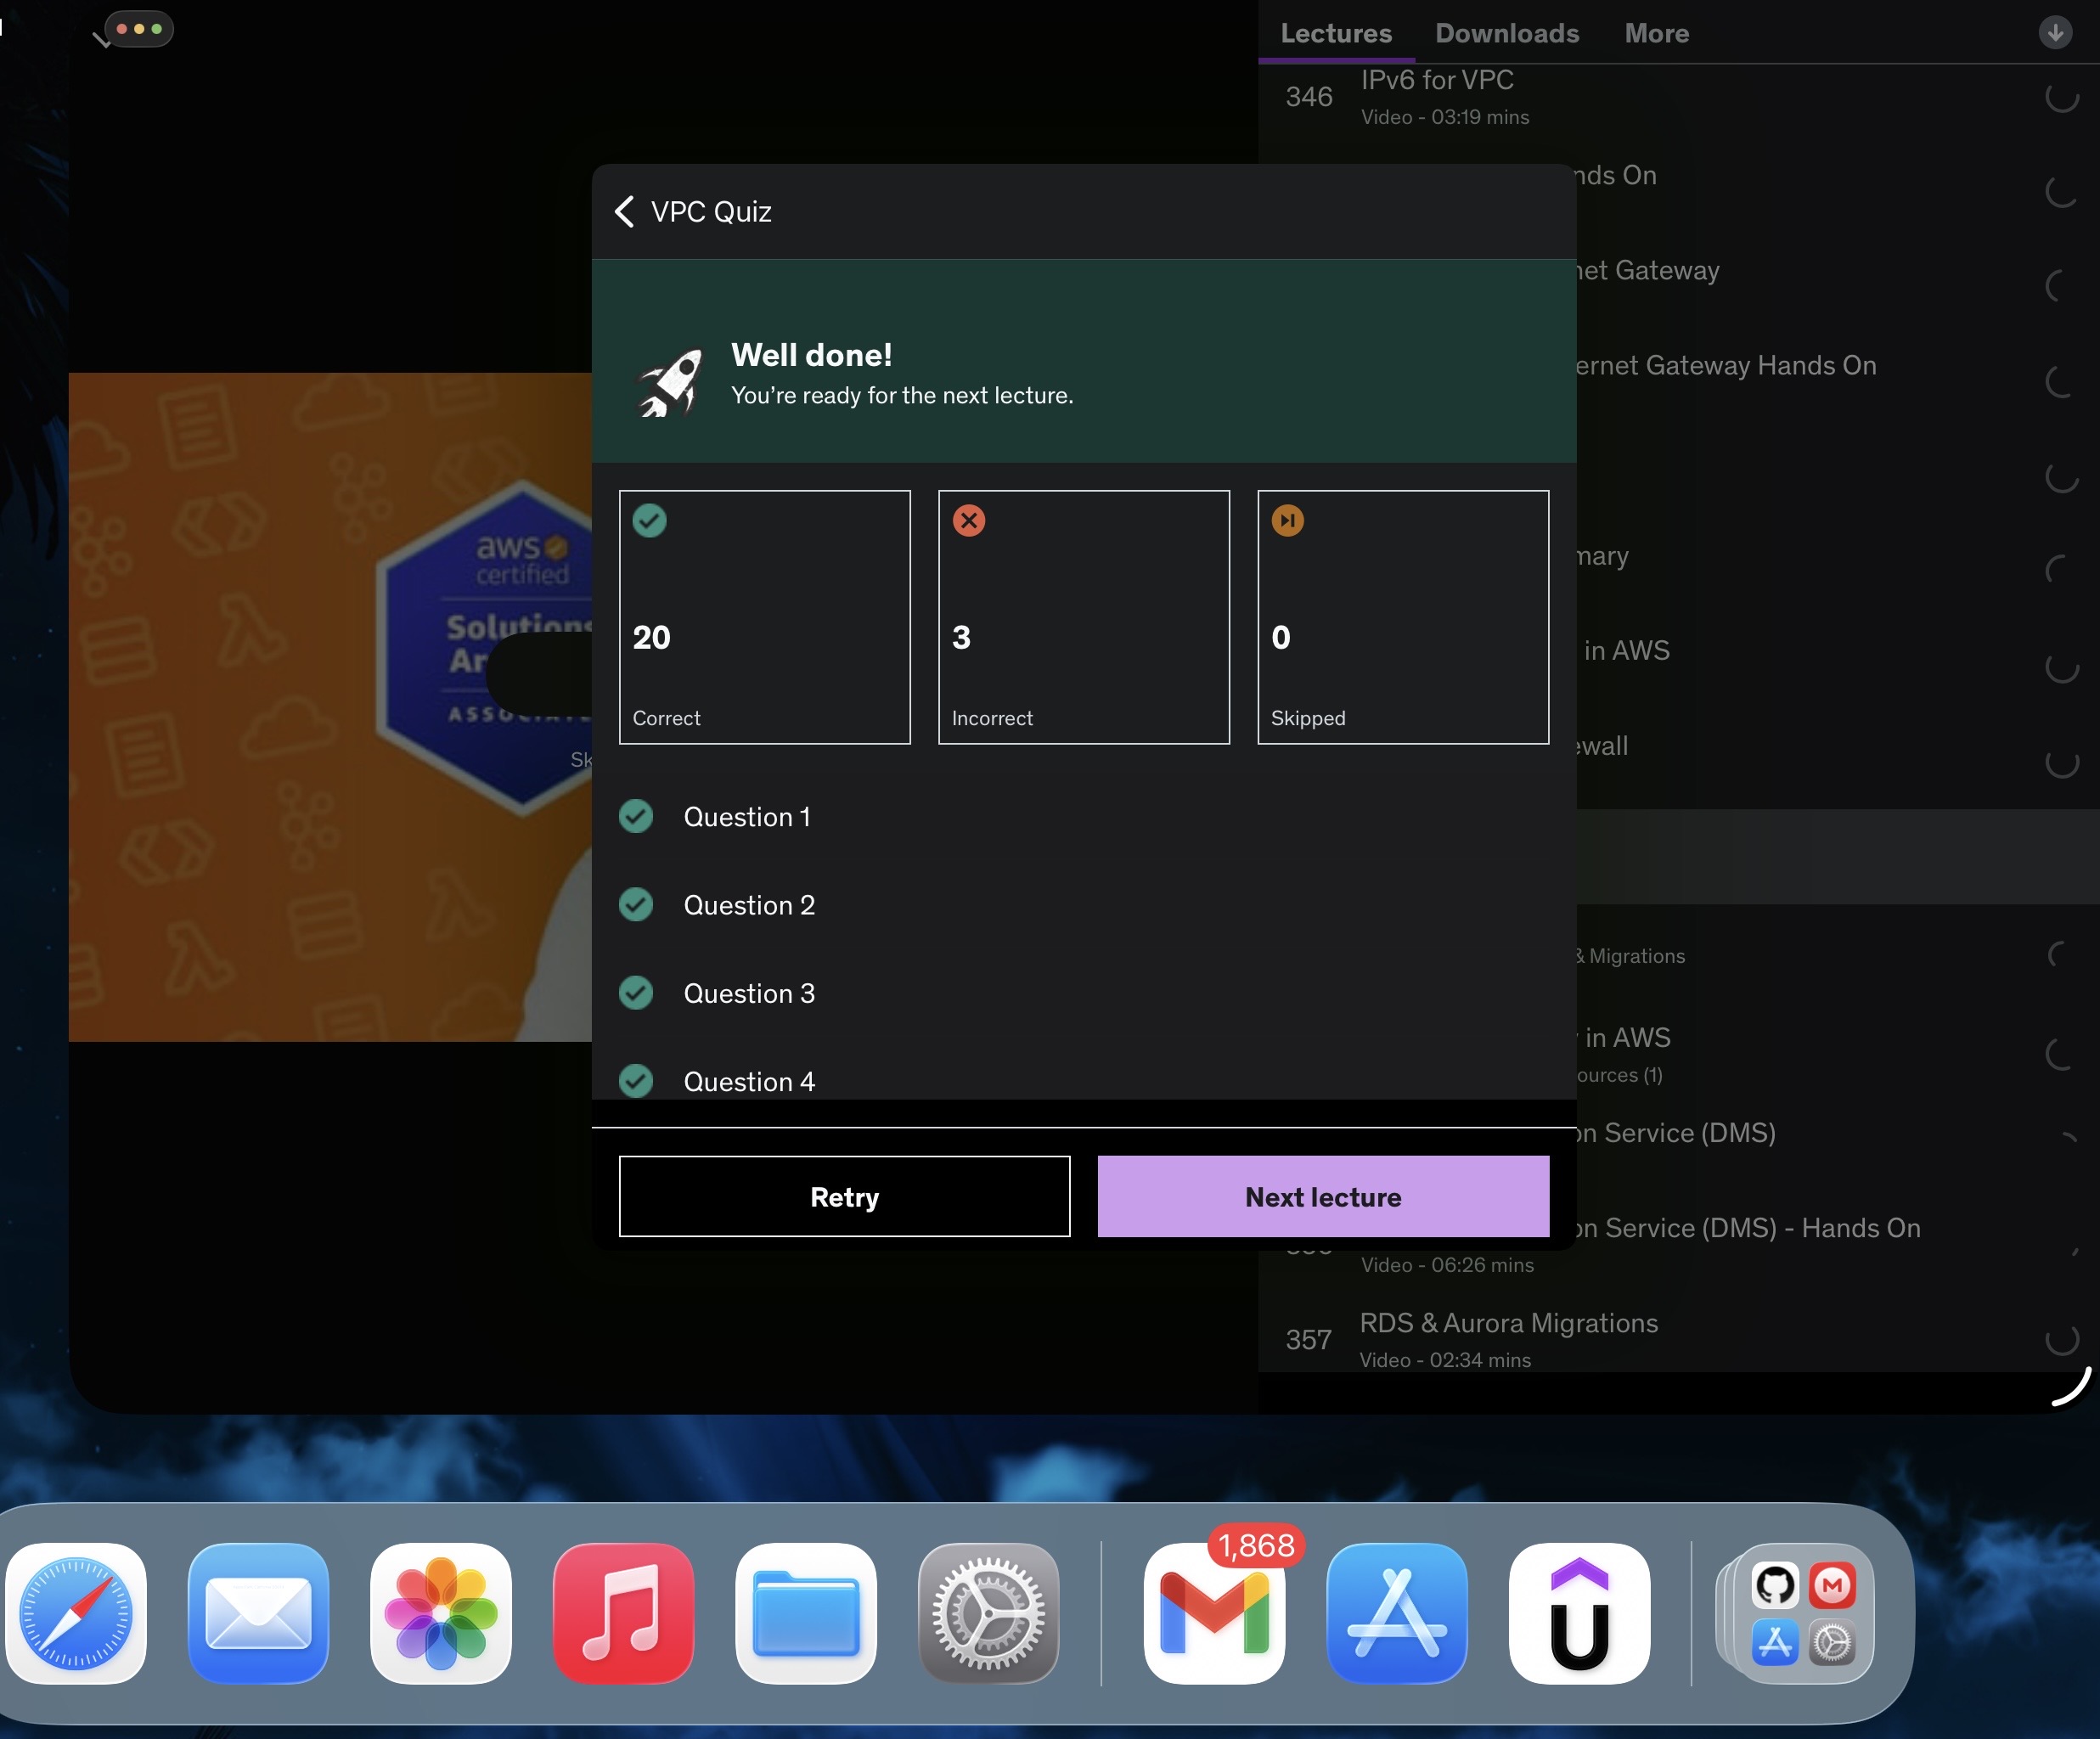 Lectures
Downloads
More
346
IPv6 for VPC
Video - 03:19 mins
nds On
net Gateway
ernet Gateway Hands On
mary
in AWS
ewall
& Migrations
in AWS
ources (1)
on Service (DMS)
on Service (DMS) - Hands On
Video - 06:26 mins
357
RDS & Aurora Migrations
Video - 02:34 mins
aws
certified
Solutions
Ar
Sk
VPC Quiz
Well done!
You're ready for the next lecture.
20
Correct
3
Incorrect
0
Skipped
Question 1
Question 2
Question 3
Question 4
Retry
Next lecture
1,868